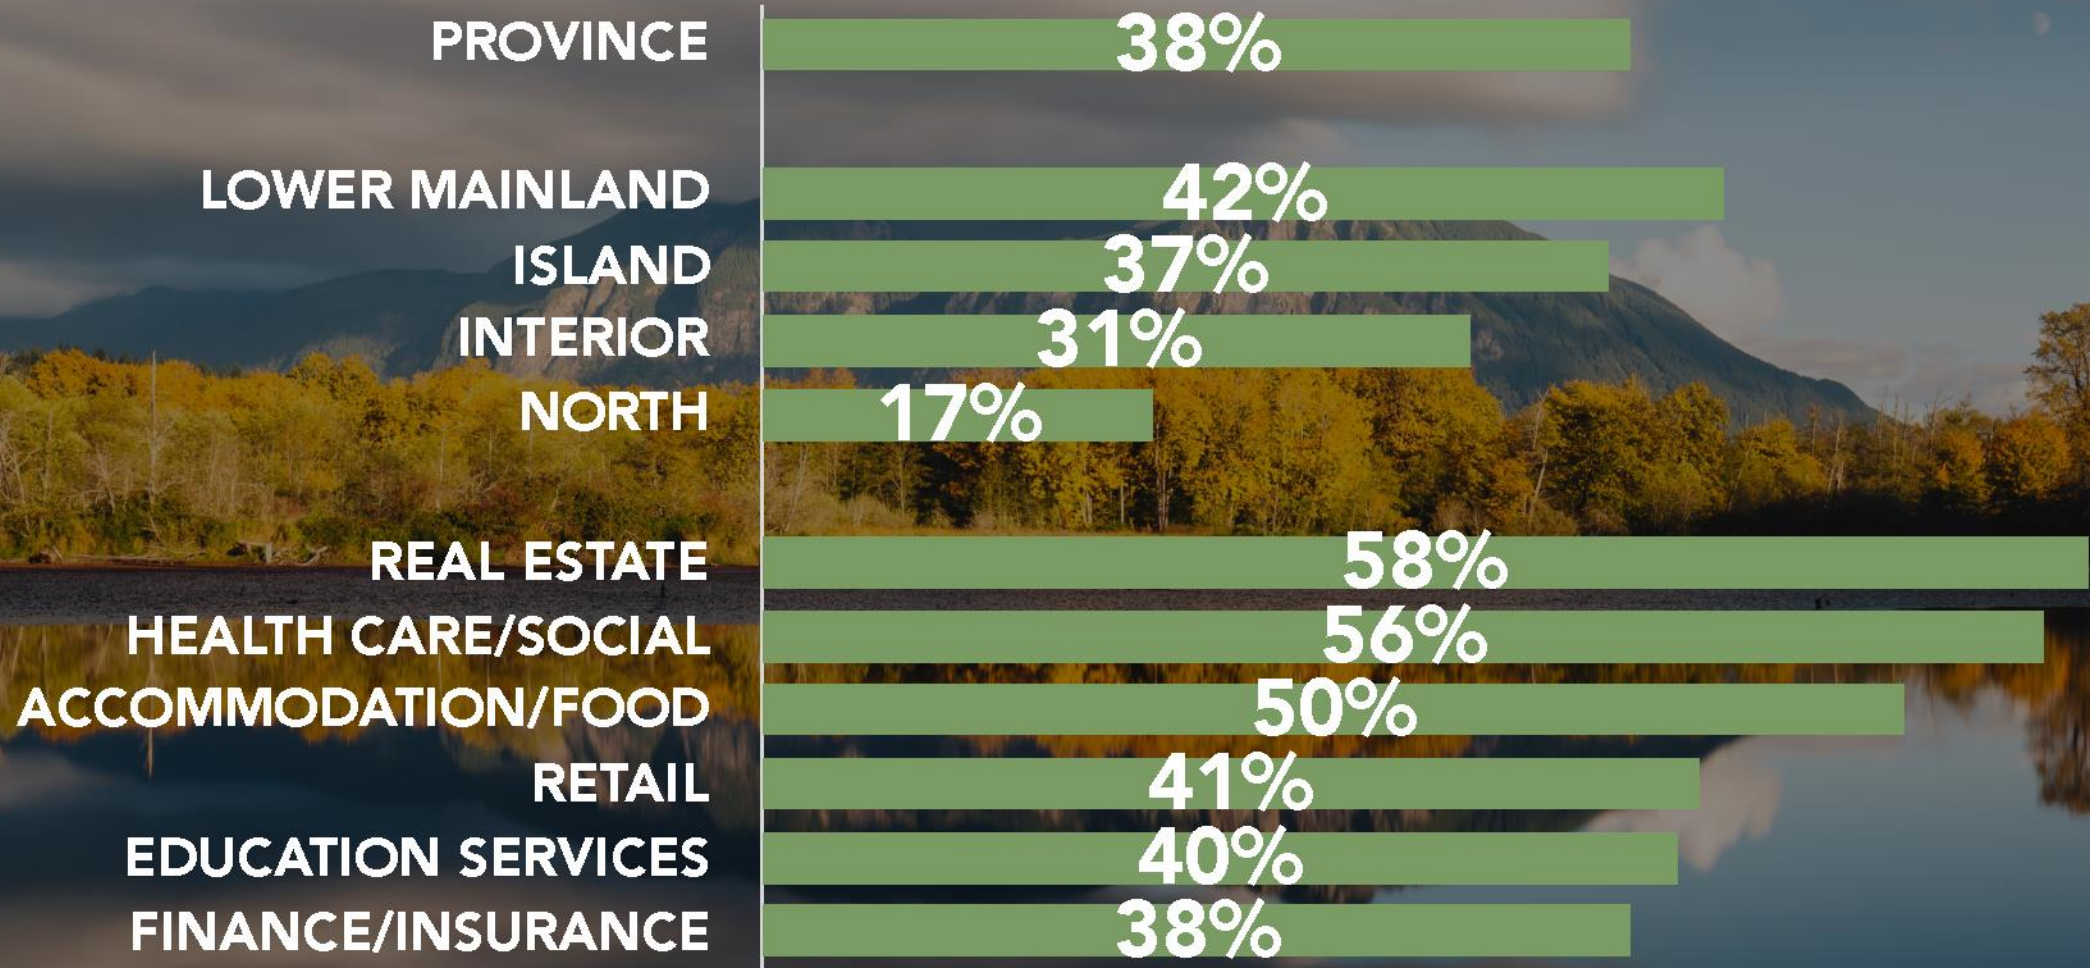 PROVINCE 38%
LOWER MAINLAND 42%
ISLAND 37%
INTERIOR 31%
NORTH 17%
REAL ESTATE 58%
HEALTH CARE/SOCIAL 56%
ACCOMMODATION/FOOD 50%
RETAIL 41%
EDUCATION SERVICES 40%
FINANCE/INSURANCE 38%